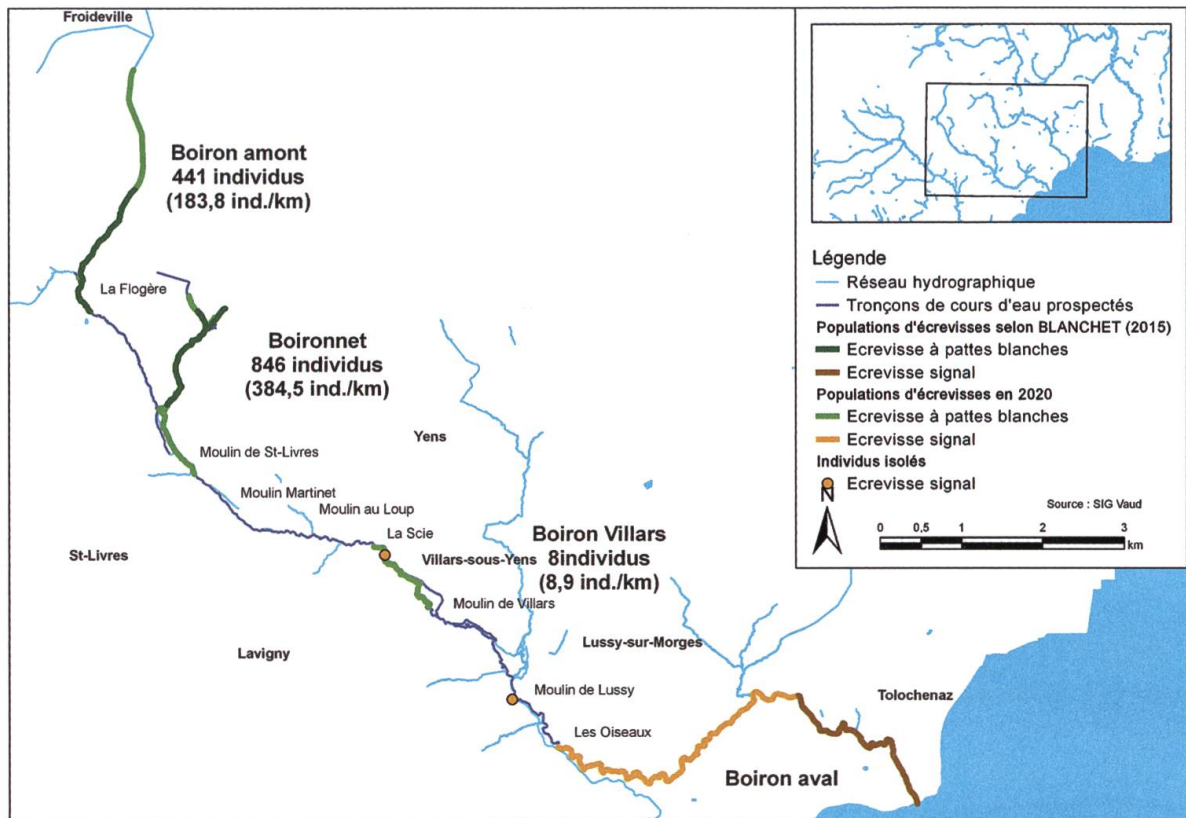 Froideville
Boiron amont
441 individus
(183,8 ind./km)
La Flogère
Boironnet
846 individus
(384,5 ind./km)
Yens
Moulin de St-Livres
Moulin Martinet
Moulin au Loup
La Scie
St-Livres
Villars-sous-Yens
Boiron Villars
8individus
(8,9 ind./km)
Moulin de Villars
Lavigny
Lussy-sur-Morges
Moulin de Lussy
Tolochenaz
Les Oiseaux
Boiron aval
Légende
Réseau hydrographique
Tronçons de cours d'eau prospectés
Populations d'écrevisses selon BLANCHET (2015)
Ecrevisse à pattes blanches
Ecrevisse signal
Populations d'écrevisses en 2020
Ecrevisse à pattes blanches
Ecrevisse signal
Individus isolés
Ecrevisse signal
N
Source : SIG Vaud
0 0,5 1 2 3
km